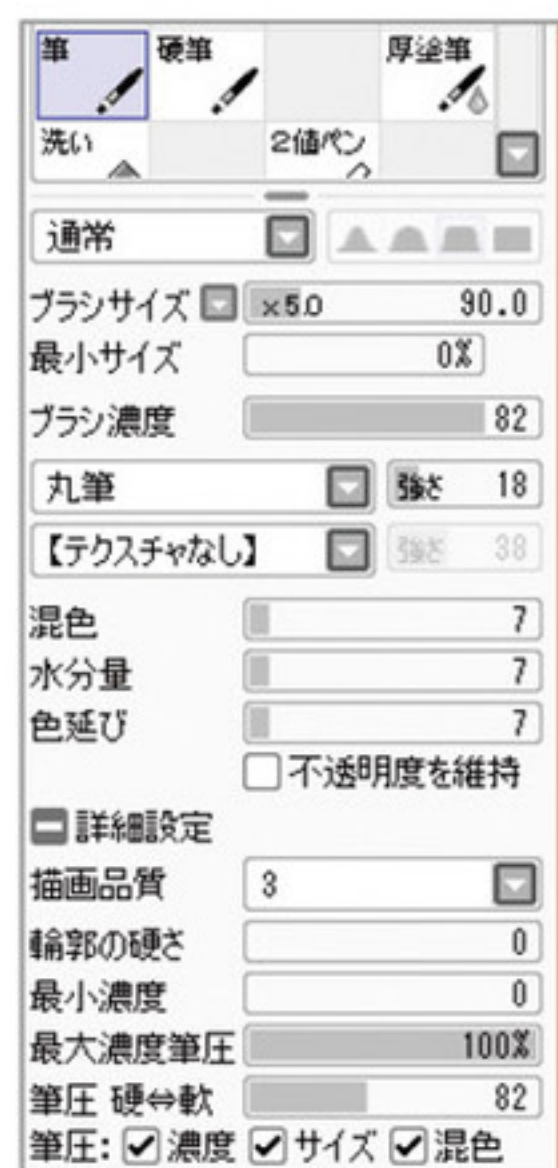 筆 硬筆 厚塗筆
洗い 2値ペン
通常
ブラシサイズ ×5.0 90.0
最小サイズ 0%
ブラシ濃度 82
丸筆 強さ 18
【テクスチャなし】 強さ 38
混色 7
水分量 7
色延び 7
不透明度を維持
詳細設定
描画品質 3
輪郭の硬さ 0
最小濃度 0
最大濃度筆圧 100%
筆圧 硬⇔軟 82
筆圧: 濃度 サイズ 混色